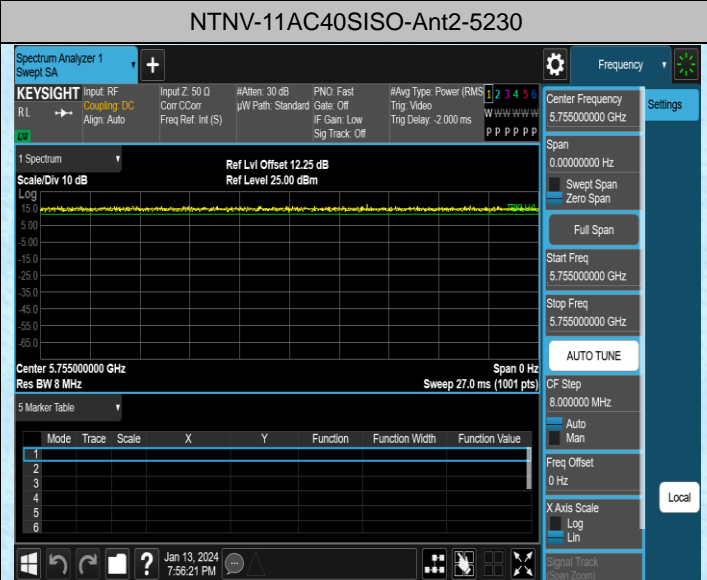 NTNV-11AC40SISO-Ant2-5230
Spectrum Analyzer 1
Swept SA
Frequency
KEYSIGHT
RL
LXI
Input: RF
Coupling: DC
Align: Auto
Input Z: 50 Ω
Corr CCorr
Freq Ref: Int (S)
#Atten: 30 dB
µW Path: Standard
PNO: Fast
Gate: Off
IF Gain: Low
Sig Track: Off
#Avg Type: Power (RMS
Trig: Video
Trig Delay: -2.000 ms
1 2 3 4 5 6
W W W W W W
P P P P P P
Center Frequency
5.755000000 GHz
Settings
Span
0.00000000 Hz
Swept Span
Zero Span
Full Span
Start Freq
5.755000000 GHz
Stop Freq
5.755000000 GHz
AUTO TUNE
CF Step
8.000000 MHz
Auto
Man
Freq Offset
0 Hz
X Axis Scale
Log
Lin
Signal Track
(Span Zoom)
Local
1 Spectrum
Scale/Div 10 dB
Ref Lvl Offset 12.25 dB
Ref Level 25.00 dBm
Log
15.0
5.00
-5.00
-15.0
-25.0
-35.0
-45.0
-55.0
-65.0
TRIG LVL
Center 5.755000000 GHz
Span 0 Hz
Res BW 8 MHz
Sweep 27.0 ms (1001 pts)
5 Marker Table
Mode Trace Scale X Y Function Function Width Function Value
1
2
3
4
5
6
?
Jan 13, 2024
7:56:21 PM